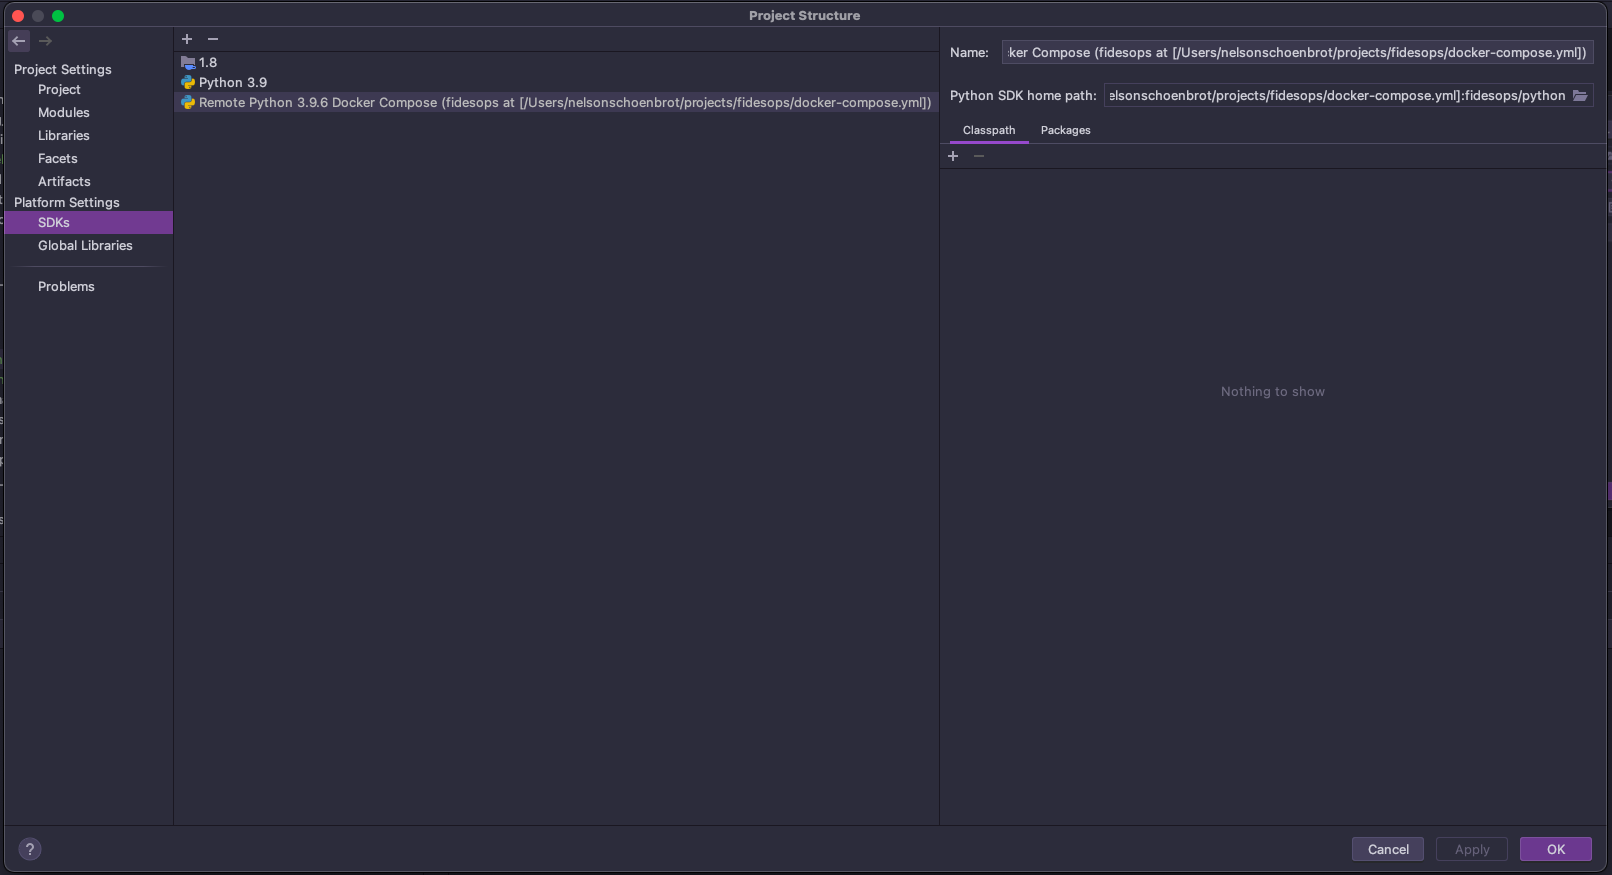 Project Structure
Project Settings
Project
Modules
Libraries
Facets
Artifacts
Platform Settings
SDKs
Global Libraries
Problems
1.8
Python 3.9
Remote Python 3.9.6 Docker Compose (fidesops at [/Users/nelsonschoenbrot/projects/fidesops/docker-compose.yml])
Name: ker Compose (fidesops at [/Users/nelsonschoenbrot/projects/fidesops/docker-compose.yml])
Python SDK home path: elsonschoenbrot/projects/fidesops/docker-compose.yml]:fidesops/python
Classpath Packages
Nothing to show
? Cancel Apply OK